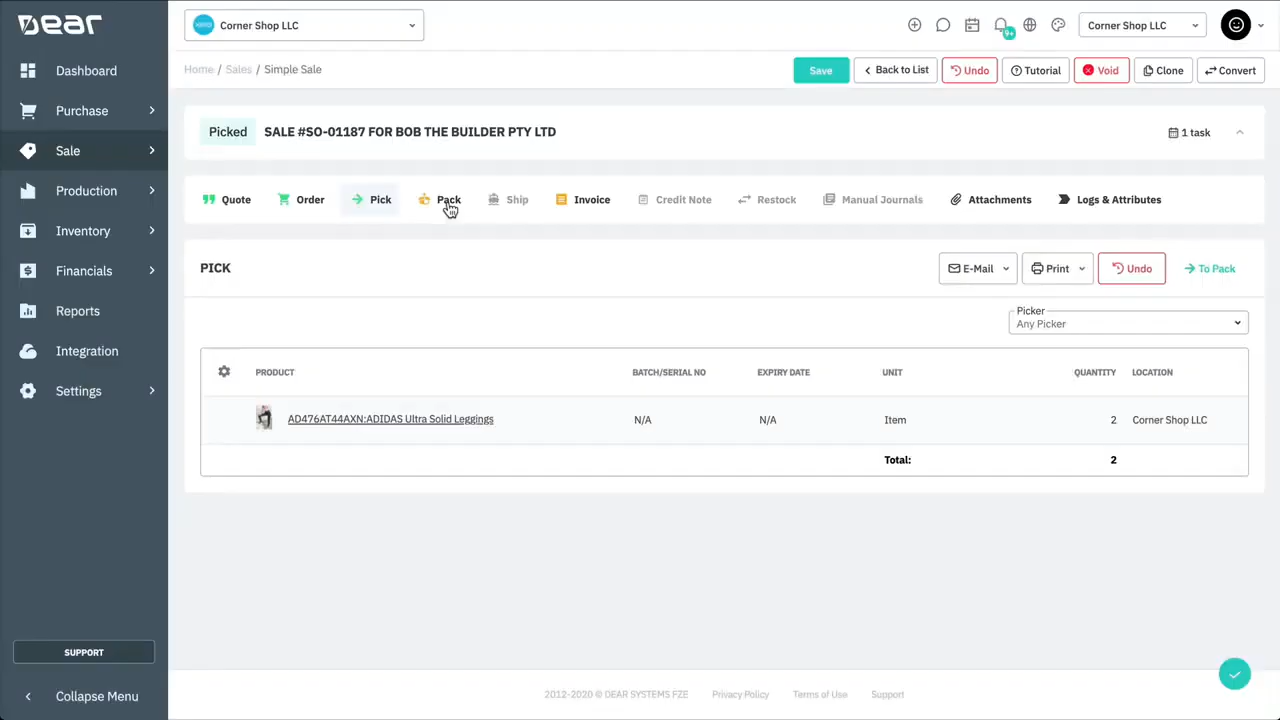 DEAR
Corner Shop LLC
9+
Corner Shop LLC
Dashboard
Purchase
Sale
Production
Inventory
Financials
Reports
Integration
Settings
SUPPORT
Collapse Menu
Home / Sales / Simple Sale
Save
Back to List
Undo
Tutorial
Void
Clone
Convert
Picked
SALE #SO-01187 FOR BOB THE BUILDER PTY LTD
1 task
Quote
Order
Pick
Pack
Ship
Invoice
Credit Note
Restock
Manual Journals
Attachments
Logs & Attributes
PICK
E-Mail
Print
Undo
To Pack
Picker
Any Picker
PRODUCT BATCH/SERIAL NO EXPIRY DATE UNIT QUANTITY LOCATION
AD476AT44AXN:ADIDAS Ultra Solid Leggings N/A N/A Item 2 Corner Shop LLC
Total: 2
2012-2020 © DEAR SYSTEMS FZE Privacy Policy Terms of Use Support